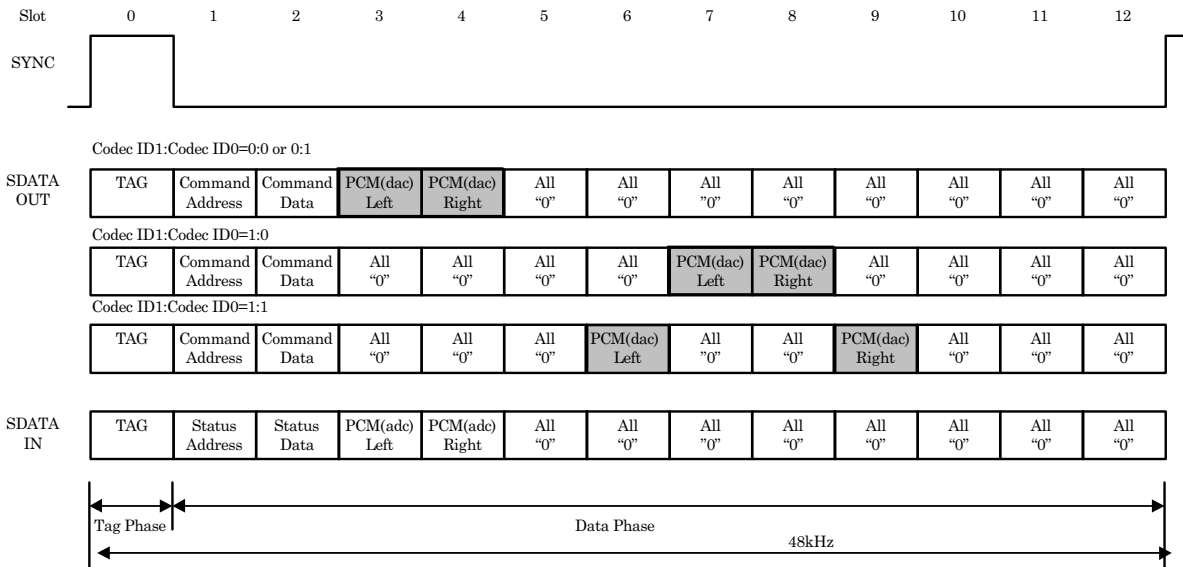 Slot 0 1 2 3 4 5 6 7 8 9 10 11 12
SYNC
Codec ID1:Codec ID0=0:0 or 0:1
SDATA OUT
TAG
Command Address
Command Data
PCM(dac) Left
PCM(dac) Right
All “0”
All “0”
All ”0”
All “0”
All “0”
All “0”
All “0”
All “0”
Codec ID1:Codec ID0=1:0
TAG
Command Address
Command Data
All “0”
All “0”
All “0”
All “0”
PCM(dac) Left
PCM(dac) Right
All “0”
All “0”
All “0”
All “0”
Codec ID1:Codec ID0=1:1
TAG
Command Address
Command Data
All “0”
All “0”
All “0”
PCM(dac) Left
All ”0”
All “0”
PCM(dac) Right
All “0”
All “0”
All “0”
SDATA IN
TAG
Status Address
Status Data
PCM(adc) Left
PCM(adc) Right
All “0”
All “0”
All ”0”
All “0”
All “0”
All “0”
All “0”
All “0”
Tag Phase
Data Phase
48kHz